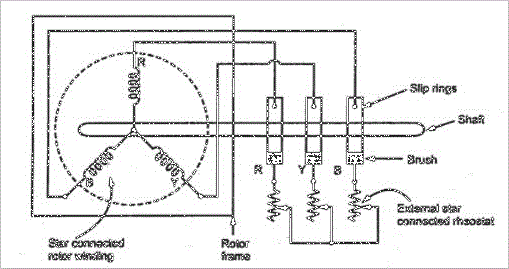 R
Slip rings
Shaft
R
Y
B
Brush
B
Y
External star
connected rheostat
Star connected
rotor winding
Rotor
frame